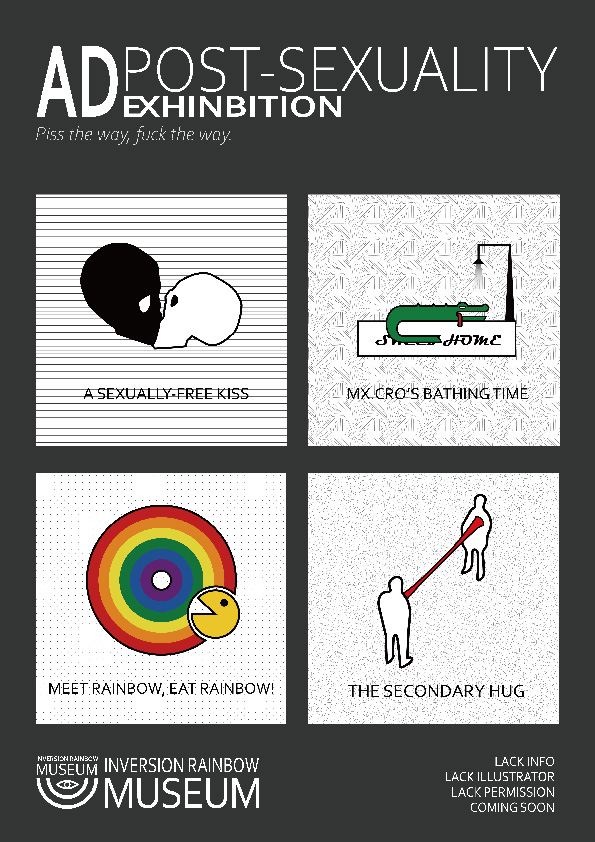 AD POST-SEXUALITY
EXHINBITION
Piss the way, fuck the way.
SWEET HOME
A SEXUALLY-FREE KISS
MX.CRO'S BATHING TIME
MEET RAINBOW, EAT RAINBOW!
THE SECONDARY HUG
INVERSION RAINBOW
MUSEUM
INVERSION RAINBOW
MUSEUM
LACK INFO
LACK ILLUSTRATOR
LACK PERMISSION
COMING SOON